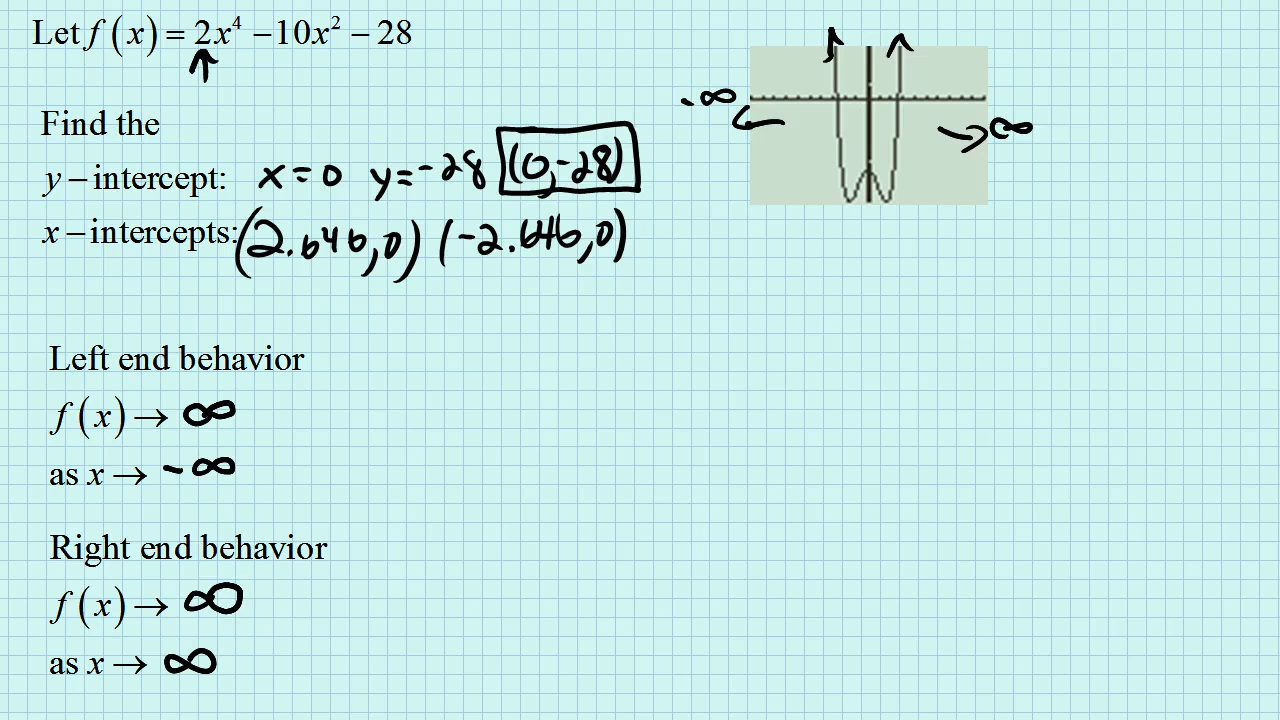 Let f(x) = 2x⁴ − 10x² − 28
Find the
y − intercept: x = 0 y = -28 (0, -28)
x − intercepts: (2.646, 0) (-2.646, 0)
-∞
∞
Left end behavior
f(x) → ∞
as x → -∞
Right end behavior
f(x) → ∞
as x → ∞